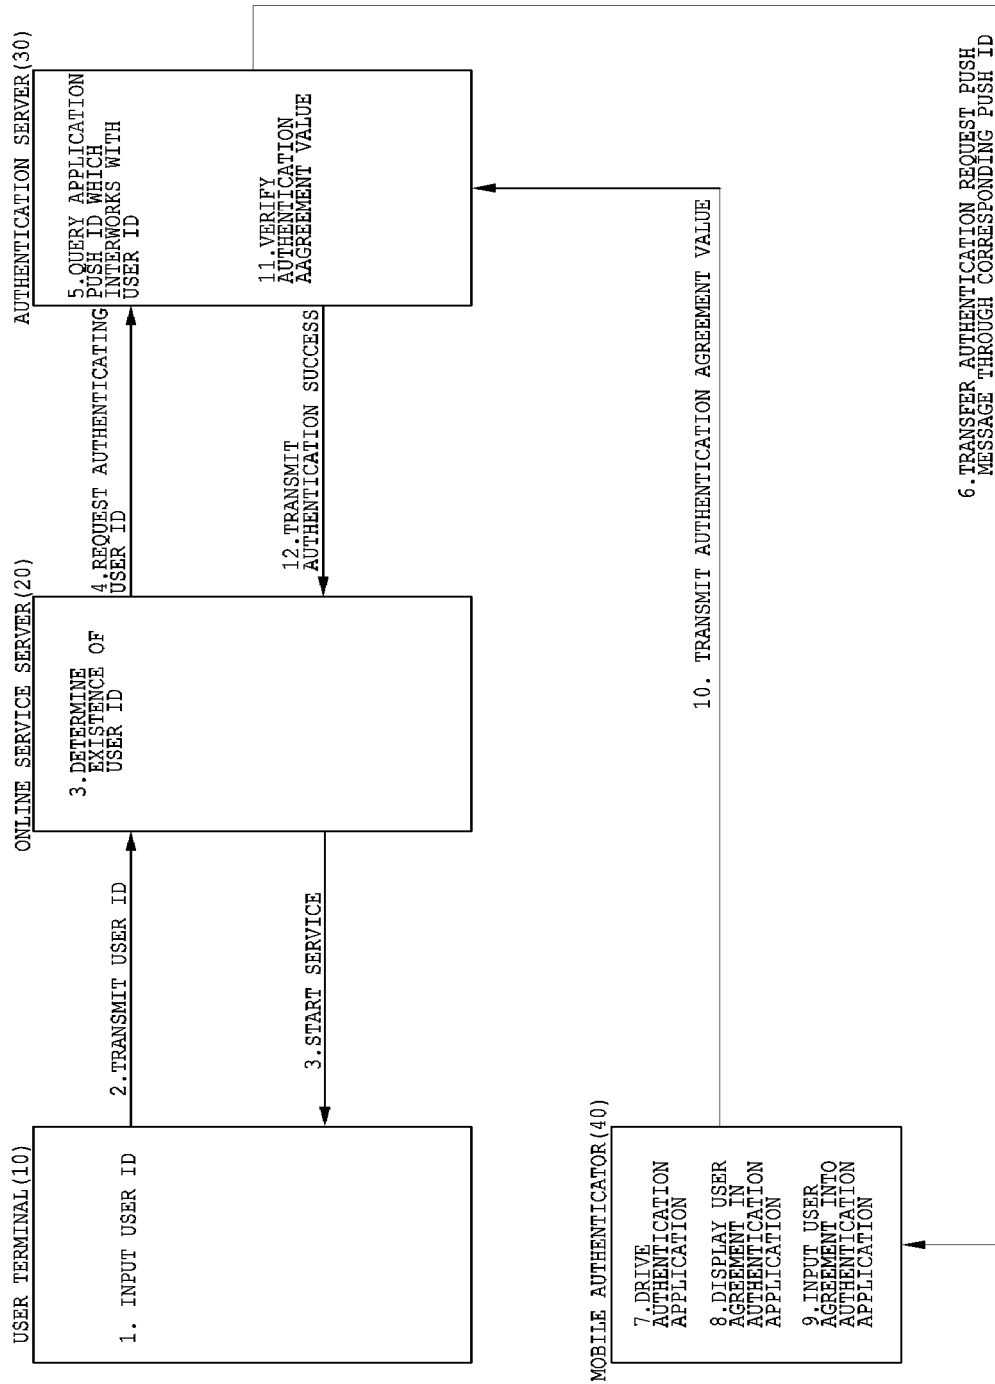 USER TERMINAL(10)
1. INPUT USER ID
2.TRANSMIT USER ID
3.START SERVICE
ONLINE SERVICE SERVER(20)
3.DETERMINE
EXISTENCE OF
USER ID
4.REQUEST AUTHENTICATING
USER ID
12.TRANSMIT
AUTHENTICATION SUCCESS
AUTHENTICATION SERVER(30)
5.QUERY APPLICATION
PUSH ID WHICH
INTERWORKS WITH
USER ID
11.VERIFY
AUTHENTICATION
AAGREEMENT VALUE
MOBILE AUTHENTICATOR(40)
7.DRIVE
AUTHENTICATION
APPLICATION
8.DISPLAY USER
AGREEMENT IN
AUTHENTICATION
APPLICATION
9.INPUT USER
AGREEMENT INTO
AUTHENTICATION
APPLICATION
10. TRANSMIT AUTHENTICATION AGREEMENT VALUE
6.TRANSFER AUTHENTICATION REQUEST PUSH
MESSAGE THROUGH CORRESPONDING PUSH ID